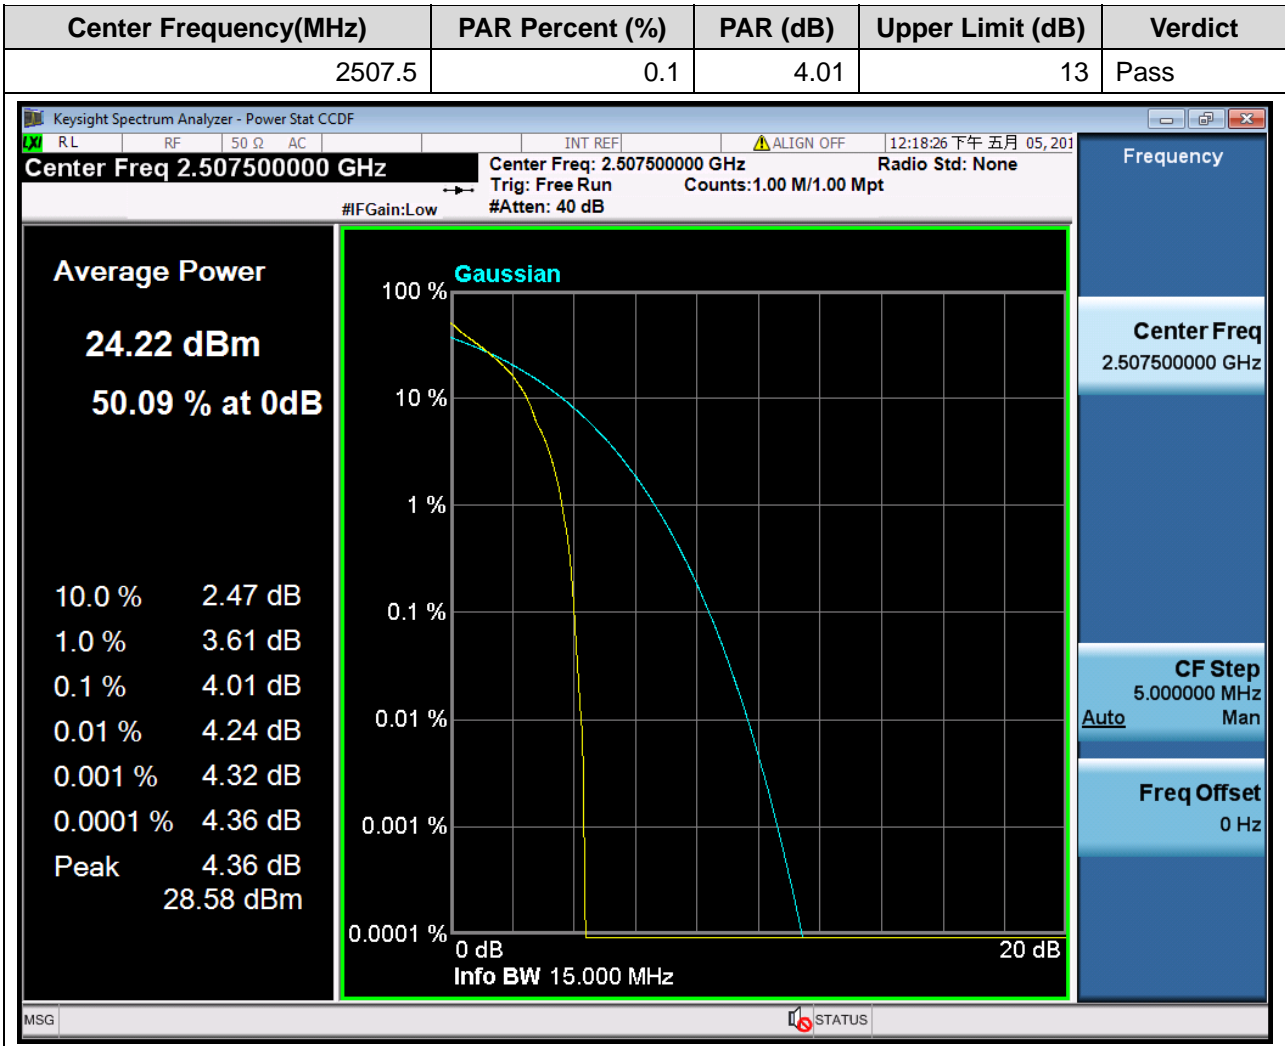 Center Frequency(MHz) PAR Percent (%) PAR (dB) Upper Limit (dB) Verdict
2507.5 0.1 4.01 13 Pass
Keysight Spectrum Analyzer - Power Stat CCDF
LXI RL RF 50 Ω AC INT REF ALIGN OFF 12:18:26 下午 五月 05, 201
Center Freq 2.507500000 GHz
Center Freq: 2.507500000 GHz Radio Std: None
Trig: Free Run Counts:1.00 M/1.00 Mpt
#IFGain:Low #Atten: 40 dB
Average Power
24.22 dBm
50.09 % at 0dB
10.0 % 2.47 dB
1.0 % 3.61 dB
0.1 % 4.01 dB
0.01 % 4.24 dB
0.001 % 4.32 dB
0.0001 % 4.36 dB
Peak 4.36 dB
28.58 dBm
Gaussian
100 %
10 %
1 %
0.1 %
0.01 %
0.001 %
0.0001 %
0 dB 20 dB
Info BW 15.000 MHz
Frequency
Center Freq
2.507500000 GHz
CF Step
5.000000 MHz
Auto Man
Freq Offset
0 Hz
MSG STATUS